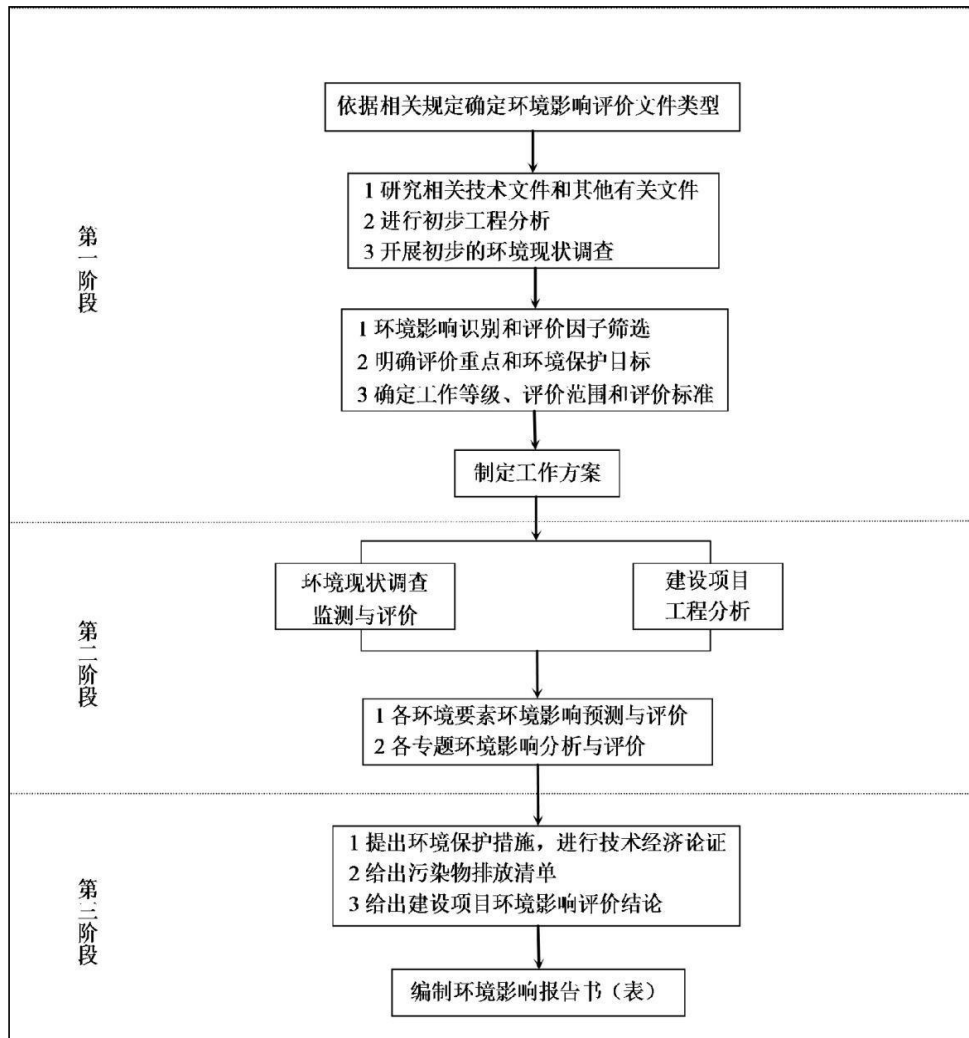 依据相关规定确定环境影响评价文件类型
1 研究相关技术文件和其他有关文件
2 进行初步工程分析
3 开展初步的环境现状调查
第一阶段
1 环境影响识别和评价因子筛选
2 明确评价重点和环境保护目标
3 确定工作等级、评价范围和评价标准
制定工作方案
环境现状调查
监测与评价
建设项目
工程分析
第二阶段
1 各环境要素环境影响预测与评价
2 各专题环境影响分析与评价
1 提出环境保护措施，进行技术经济论证
2 给出污染物排放清单
3 给出建设项目环境影响评价结论
第三阶段
编制环境影响报告书（表）